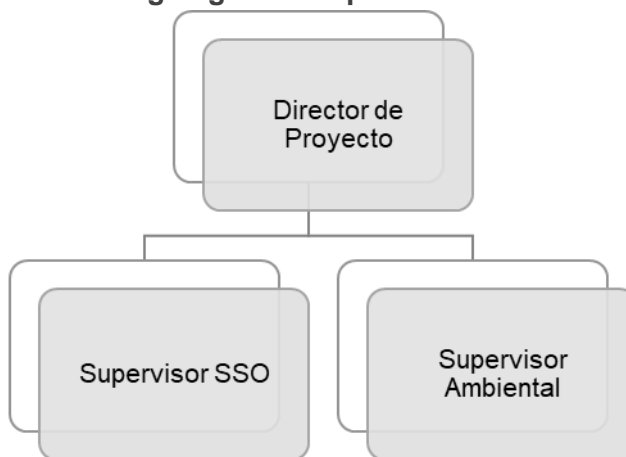 Director de
Proyecto
Supervisor SSO
Supervisor
Ambiental